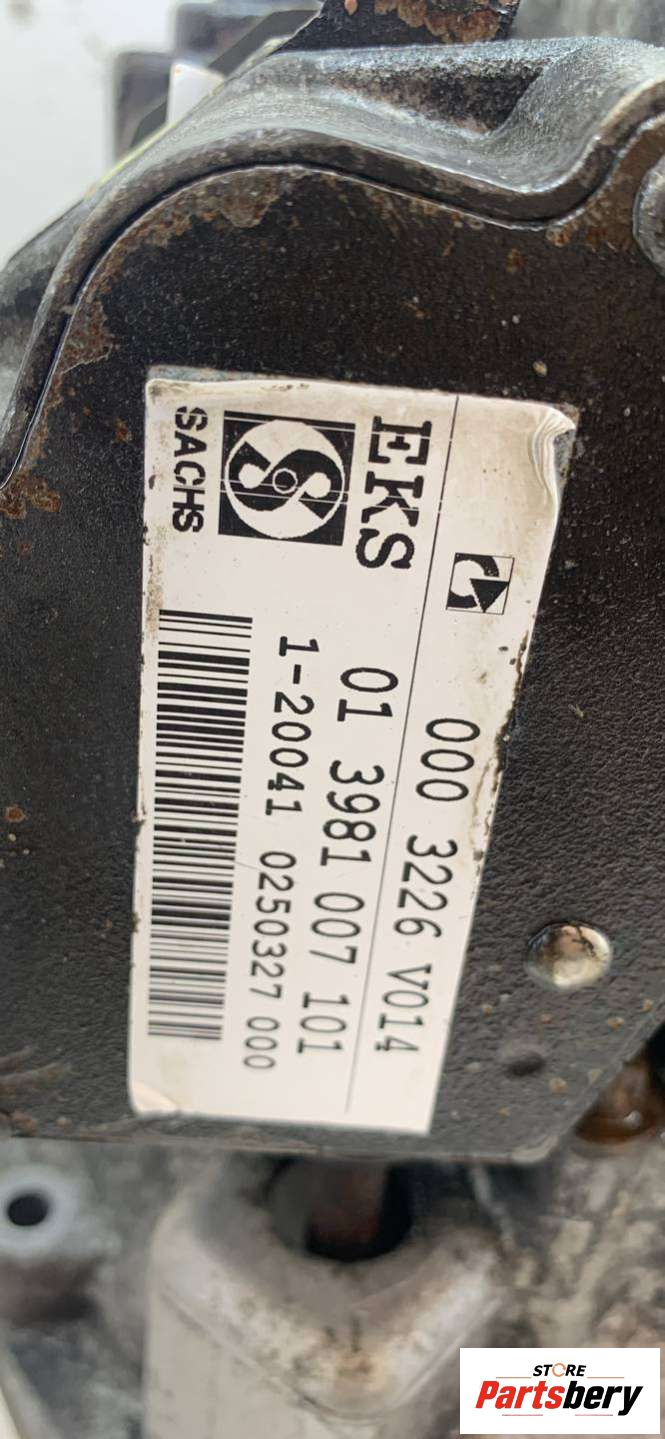 000 3226 V014
EKS
01 3981 007 101
SACHS
1-20041 0250327 000
STORE
Partsbery